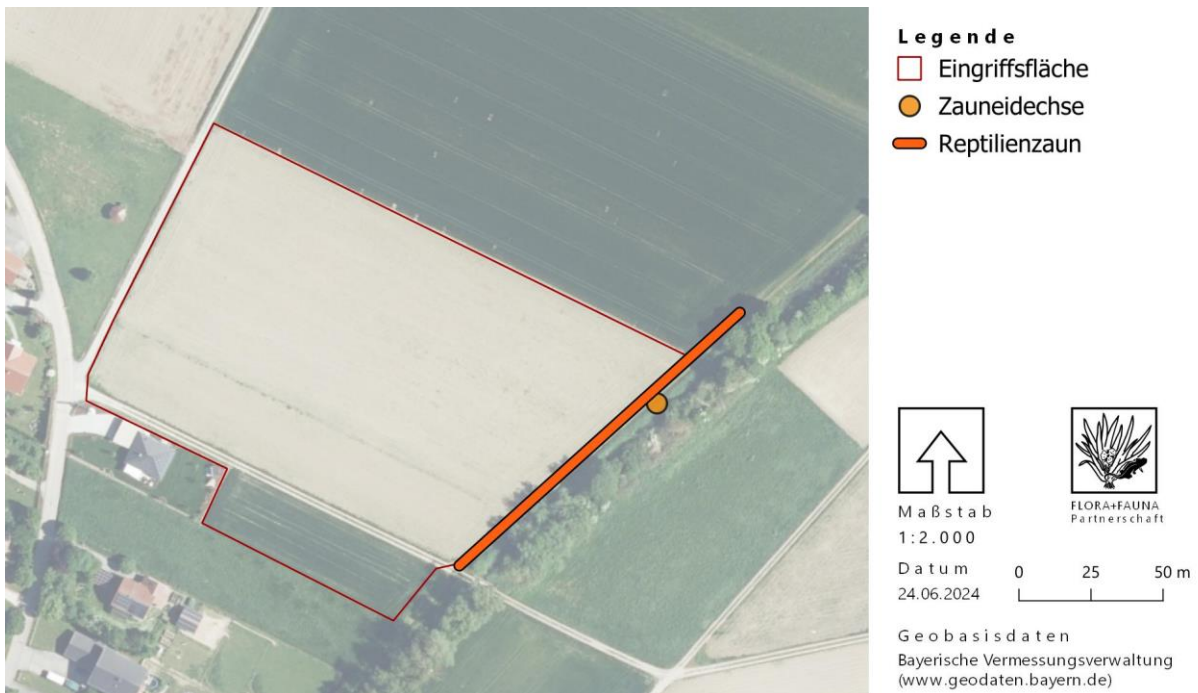 Legende
Eingriffsfläche
Zauneidechse
Reptilienzaun
Maßstab
1:2.000
FLORA+FAUNA
Partnerschaft
Datum
24.06.2024
0 25 50 m
Geobasisdaten
Bayerische Vermessungsverwaltung
(www.geodaten.bayern.de)